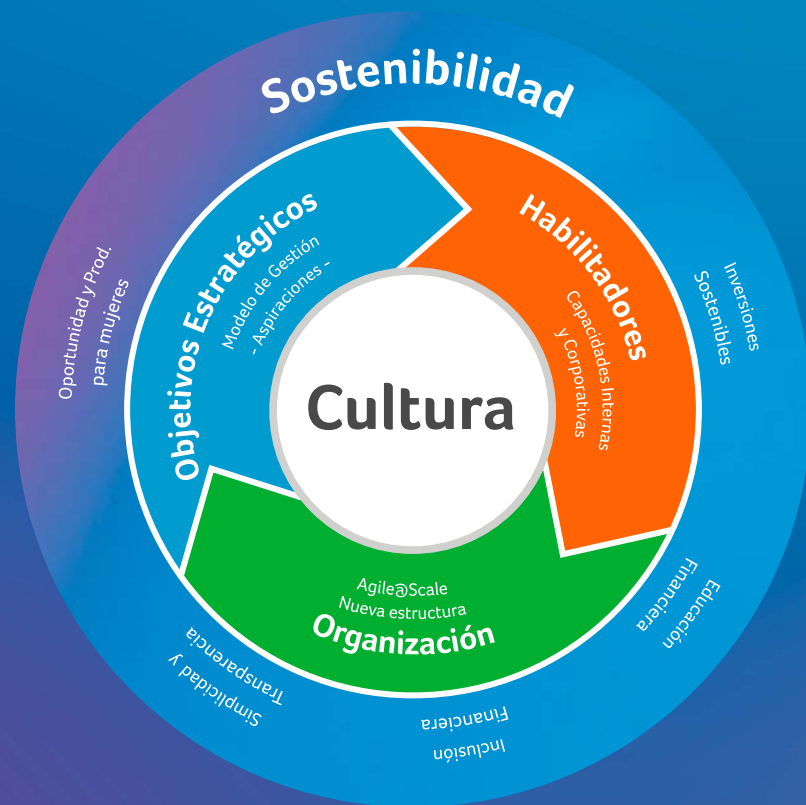 Sostenibilidad
Objetivos Estratégicos
Modelo de Gestión
- Aspiraciones -
Habilitadores
Capacidades Internas
y Corporativas
Cultura
Agile@Scale
Nueva estructura
Organización
Oportunidad y Prod.
para mujeres
Inversiones
Sostenibles
Educación
Financiera
Inclusión
Financiera
Simplicidad y
Transparencia